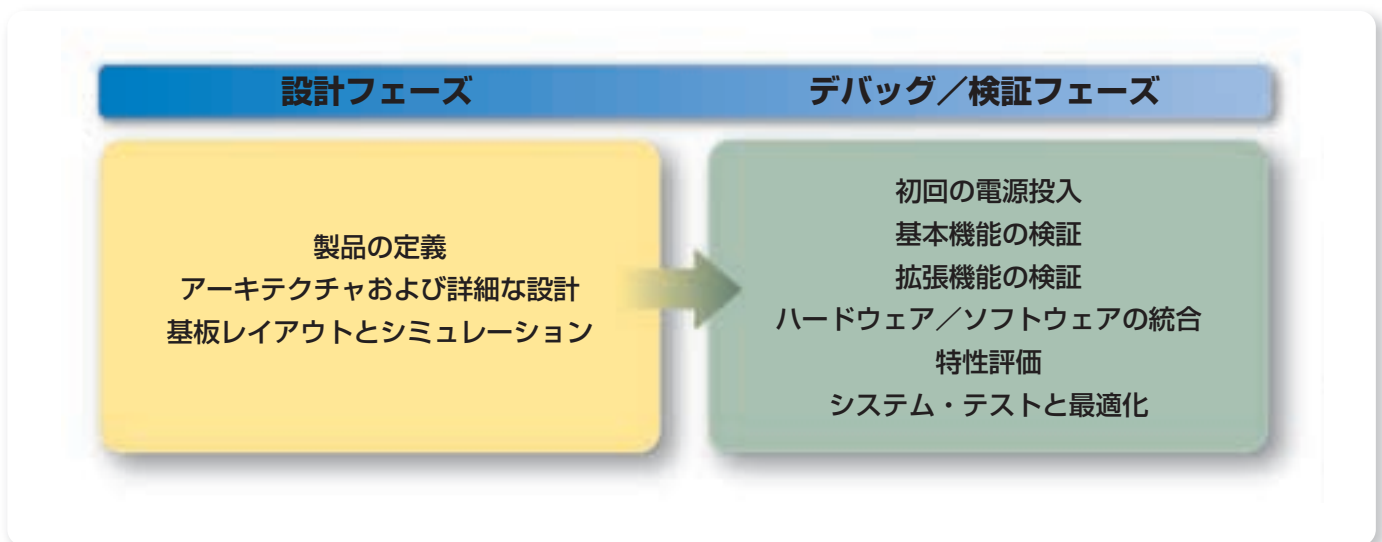 設計フェーズ
デバッグ／検証フェーズ
製品の定義
アーキテクチャおよび詳細な設計
基板レイアウトとシミュレーション
初回の電源投入
基本機能の検証
拡張機能の検証
ハードウェア／ソフトウェアの統合
特性評価
システム・テストと最適化